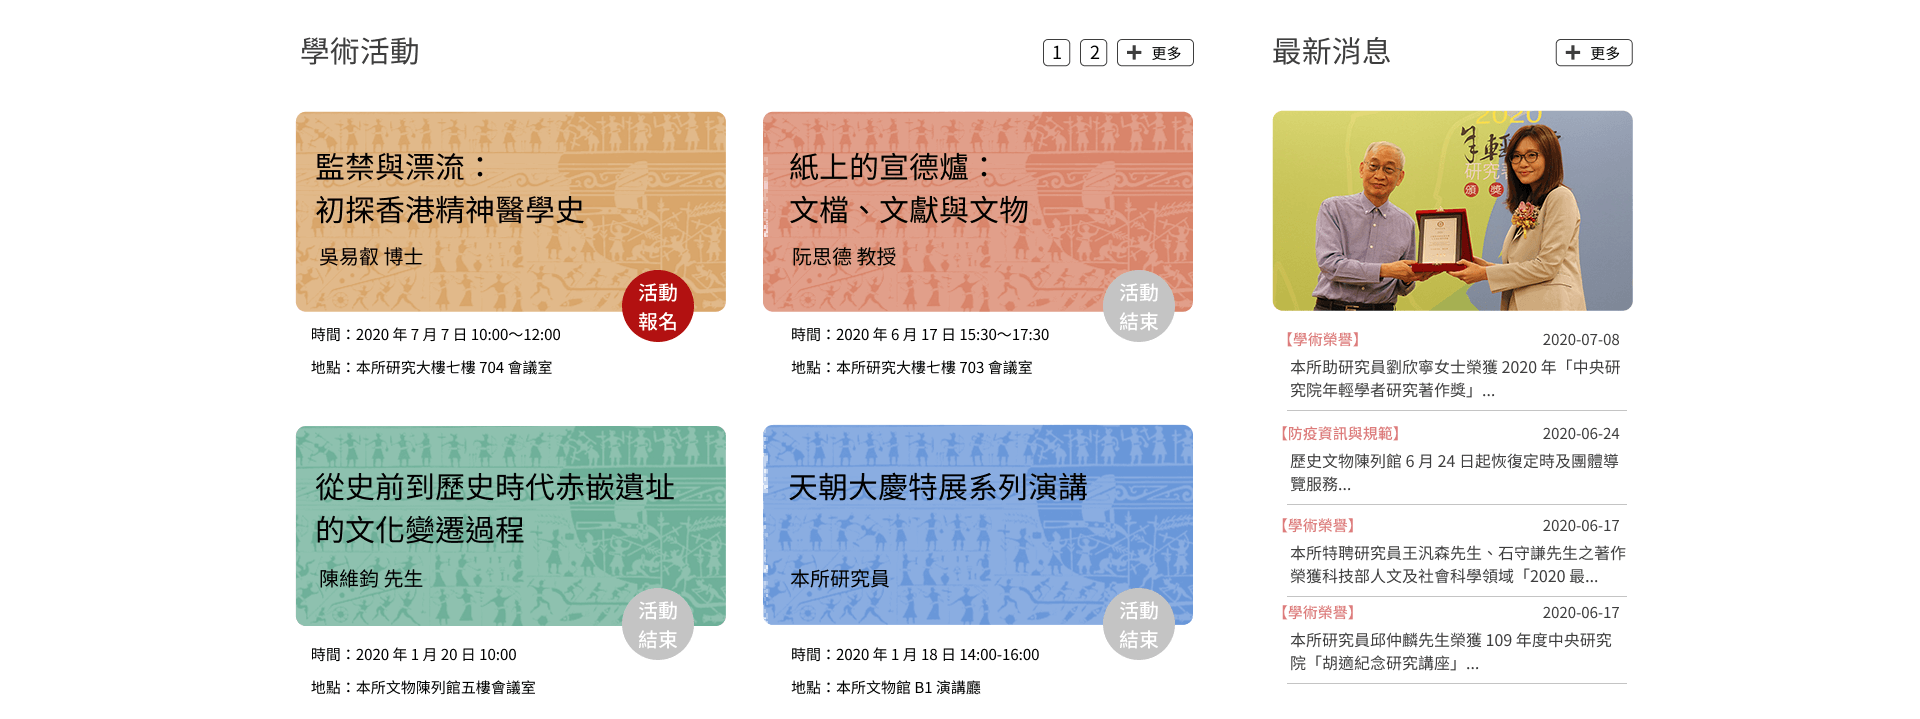 學術活動
1
2
更多
監禁與漂流：
初探香港精神醫學史
吳易叡 博士
活動
報名
時間：2020 年 7 月 7 日 10:00～12:00
地點：本所研究大樓七樓 704 會議室
紙上的宣德爐：
文檔、文獻與文物
阮思德 教授
活動
結束
時間：2020 年 6 月 17 日 15:30～17:30
地點：本所研究大樓七樓 703 會議室
從史前到歷史時代赤嵌遺址
的文化變遷過程
陳維鈞 先生
活動
結束
時間：2020 年 1 月 20 日 10:00
地點：本所文物陳列館五樓會議室
天朝大慶特展系列演講
本所研究員
活動
結束
時間：2020 年 1 月 18 日 14:00-16:00
地點：本所文物館 B1 演講廳
最新消息
更多
2020
年輕
研究者
頒 獎
【學術榮譽】 2020-07-08
本所助研究員劉欣寧女士榮獲 2020 年「中央研
究院年輕學者研究著作獎」...
【防疫資訊與規範】 2020-06-24
歷史文物陳列館 6 月 24 日起恢復定時及團體導
覽服務...
【學術榮譽】 2020-06-17
本所特聘研究員王汎森先生、石守謙先生之著作
榮獲科技部人文及社會科學領域「2020 最...
【學術榮譽】 2020-06-17
本所研究員邱仲麟先生榮獲 109 年度中央研究
院「胡適紀念研究講座」...